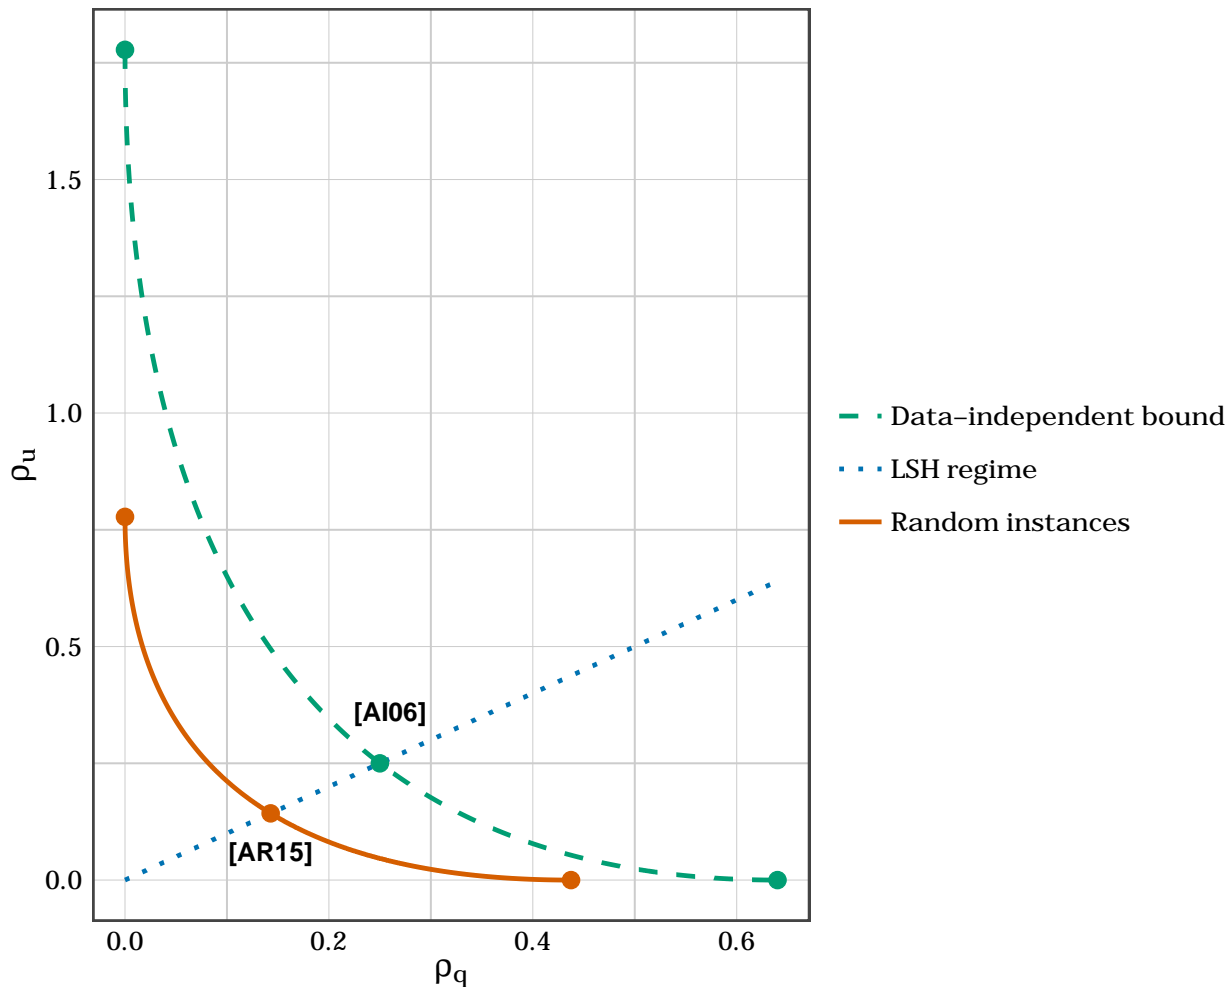 1.5
1.0
0.5
0.0
ρu
0.0
0.2
0.4
0.6
ρq
[AI06]
[AR15]
Data–independent bound
LSH regime
Random instances